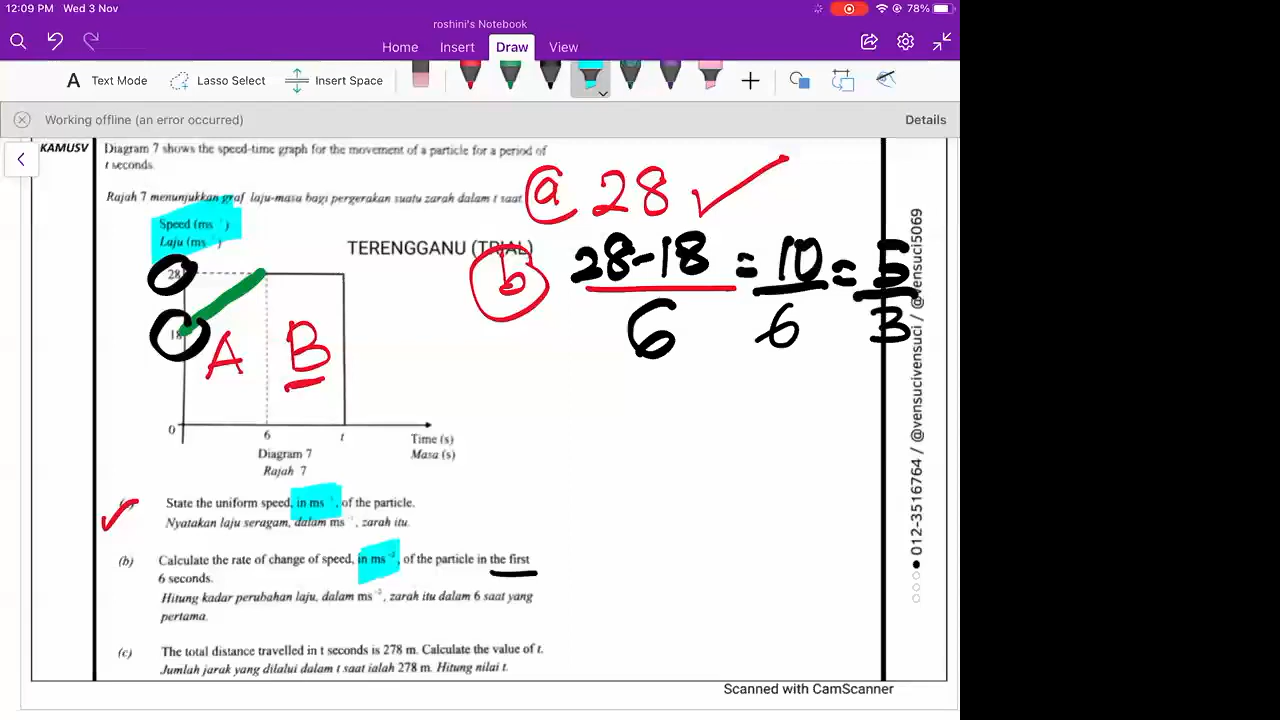 12:09 PM Wed 3 Nov
78%
roshini's Notebook
Home Insert Draw View
Text Mode
Lasso Select
Insert Space
Working offline (an error occurred)
Details
KAMUSV
Diagram 7 shows the speed-time graph for the movement of a particle for a period of
t seconds.
Rajah 7 menunjukkan graf laju-masa bagi pergerakan suatu zarah dalam t saat.
a 28 ✓
Speed (ms⁻¹)
Laju (ms⁻¹)
TERENGGANU (TRIAL)
b 28-18 = 10 = 5
6 6 3
28
18
A B
0
6 t Time (s)
Masa (s)
Diagram 7
Rajah 7
State the uniform speed, in ms⁻¹, of the particle.
Nyatakan laju seragam, dalam ms⁻¹, zarah itu.
(b) Calculate the rate of change of speed, in ms⁻², of the particle in the first
6 seconds.
Hitung kadar perubahan laju, dalam ms⁻², zarah itu dalam 6 saat yang
pertama.
(c) The total distance travelled in t seconds is 278 m. Calculate the value of t.
Jumlah jarak yang dilalui dalam t saat ialah 278 m. Hitung nilai t.
012-3516764 / @vensucivensuci / @vensuci5069
Scanned with CamScanner